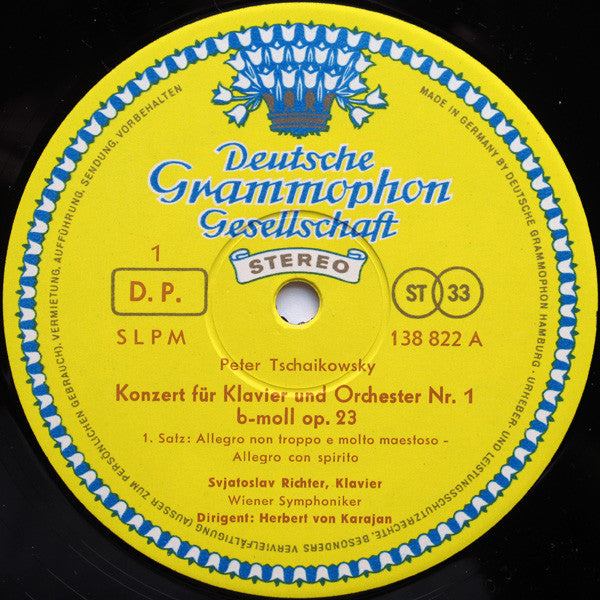 Deutsche
Grammophon
Gesellschaft
STEREO
1
D. P.
SLPM
ST 33
138 822 A
Peter Tschaikowsky
Konzert für Klavier und Orchester Nr. 1
b-moll op. 23
1. Satz: Allegro non troppo e molto maestoso –
Allegro con spirito
Svjatoslav Richter, Klavier
Wiener Symphoniker
Dirigent: Herbert von Karajan
MADE IN GERMANY BY DEUTSCHE GRAMMOPHON HAMBURG · URHEBER- UND LEISTUNGSSCHUTZRECHTE, BESONDERS VERVIELFÄLTIGUNG (AUSSER ZUM PERSÖNLICHEN GEBRAUCH), VERMIETUNG, AUFFÜHRUNG, SENDUNG, VORBEHALTEN